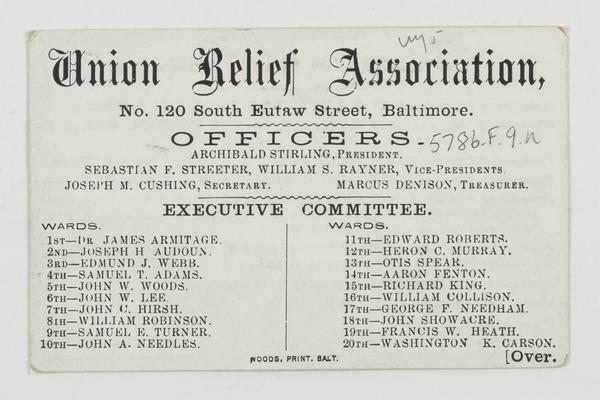 Union Relief Association,
No. 120 South Eutaw Street, Baltimore.
OFFICERS.
5786.F.9.n
ARCHIBALD STIRLING, PRESIDENT.
SEBASTIAN F. STREETER, WILLIAM S. RAYNER, VICE-PRESIDENTS.
JOSEPH M. CUSHING, SECRETARY. MARCUS DENISON, TREASURER.
EXECUTIVE COMMITTEE.
WARDS.
1ST—DR JAMES ARMITAGE.
2ND—JOSEPH H AUDOUN.
3RD—EDMUND J. WEBB.
4TH—SAMUEL T. ADAMS.
5TH—JOHN W. WOODS.
6TH—JOHN W. LEE.
7TH—JOHN C. HIRSH.
8TH—WILLIAM ROBINSON.
9TH—SAMUEL E. TURNER.
10TH—JOHN A. NEEDLES.
WARDS.
11TH—EDWARD ROBERTS.
12TH—HERON C. MURRAY.
13TH—OTIS SPEAR.
14TH—AARON FENTON.
15TH—RICHARD KING.
16TH—WILLIAM COLLISON.
17TH—GEORGE F. NEEDHAM.
18TH—JOHN SHOWACRE.
19TH—FRANCIS W. HEATH.
20TH—WASHINGTON K. CARSON.
WOODS, PRINT. BALT.
[Over.